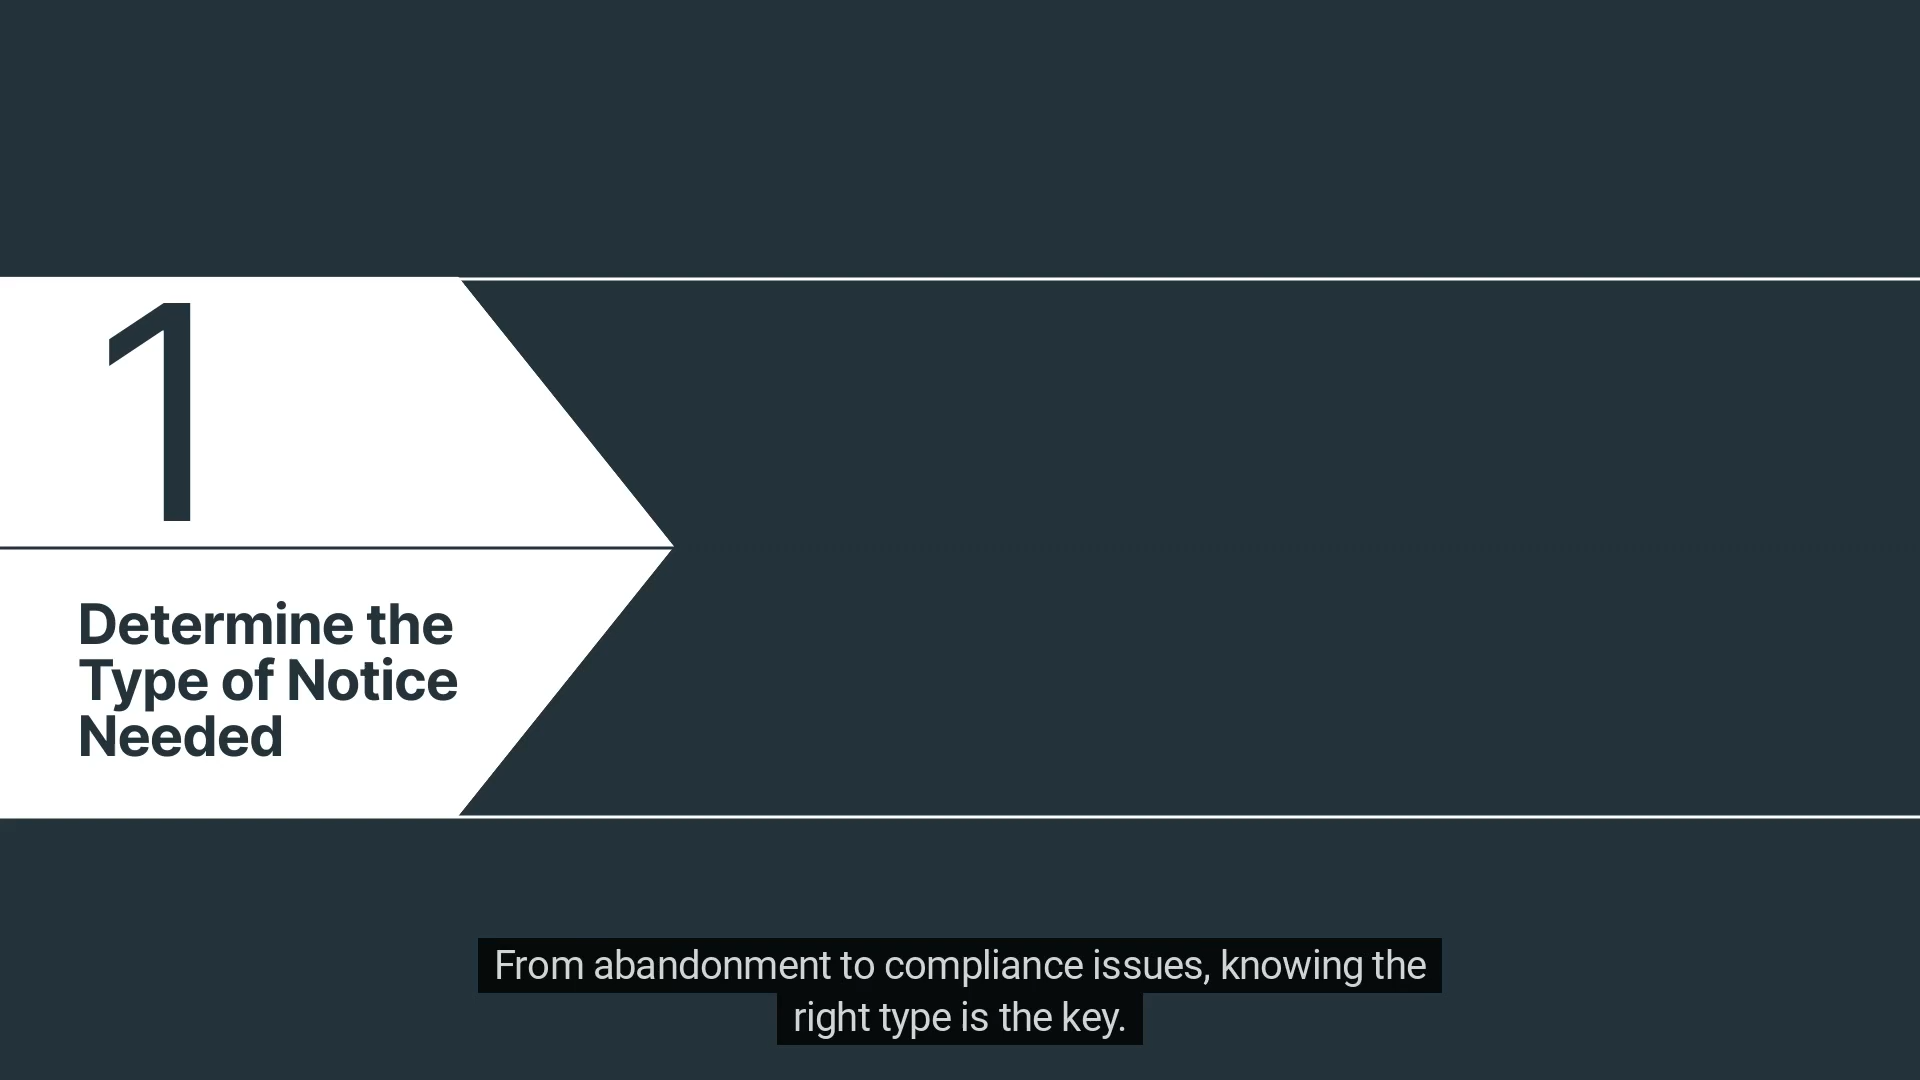 1
Determine the
Type of Notice
Needed
From abandonment to compliance issues, knowing the
right type is the key.